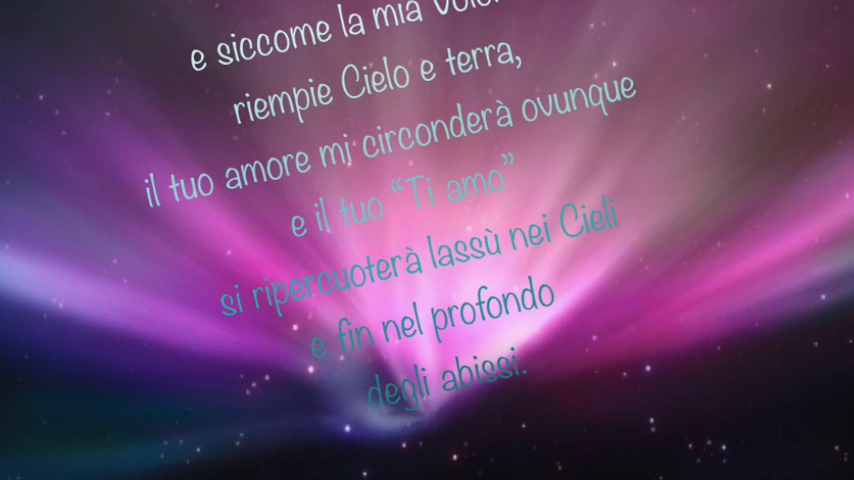 e siccome la mia
riempie Cielo e terra,
il tuo amore mi circonderà ovunque
e il tuo “Ti amo”
si ripercuoterà lassù nei Cieli
e fin nel profondo
degli abissi.